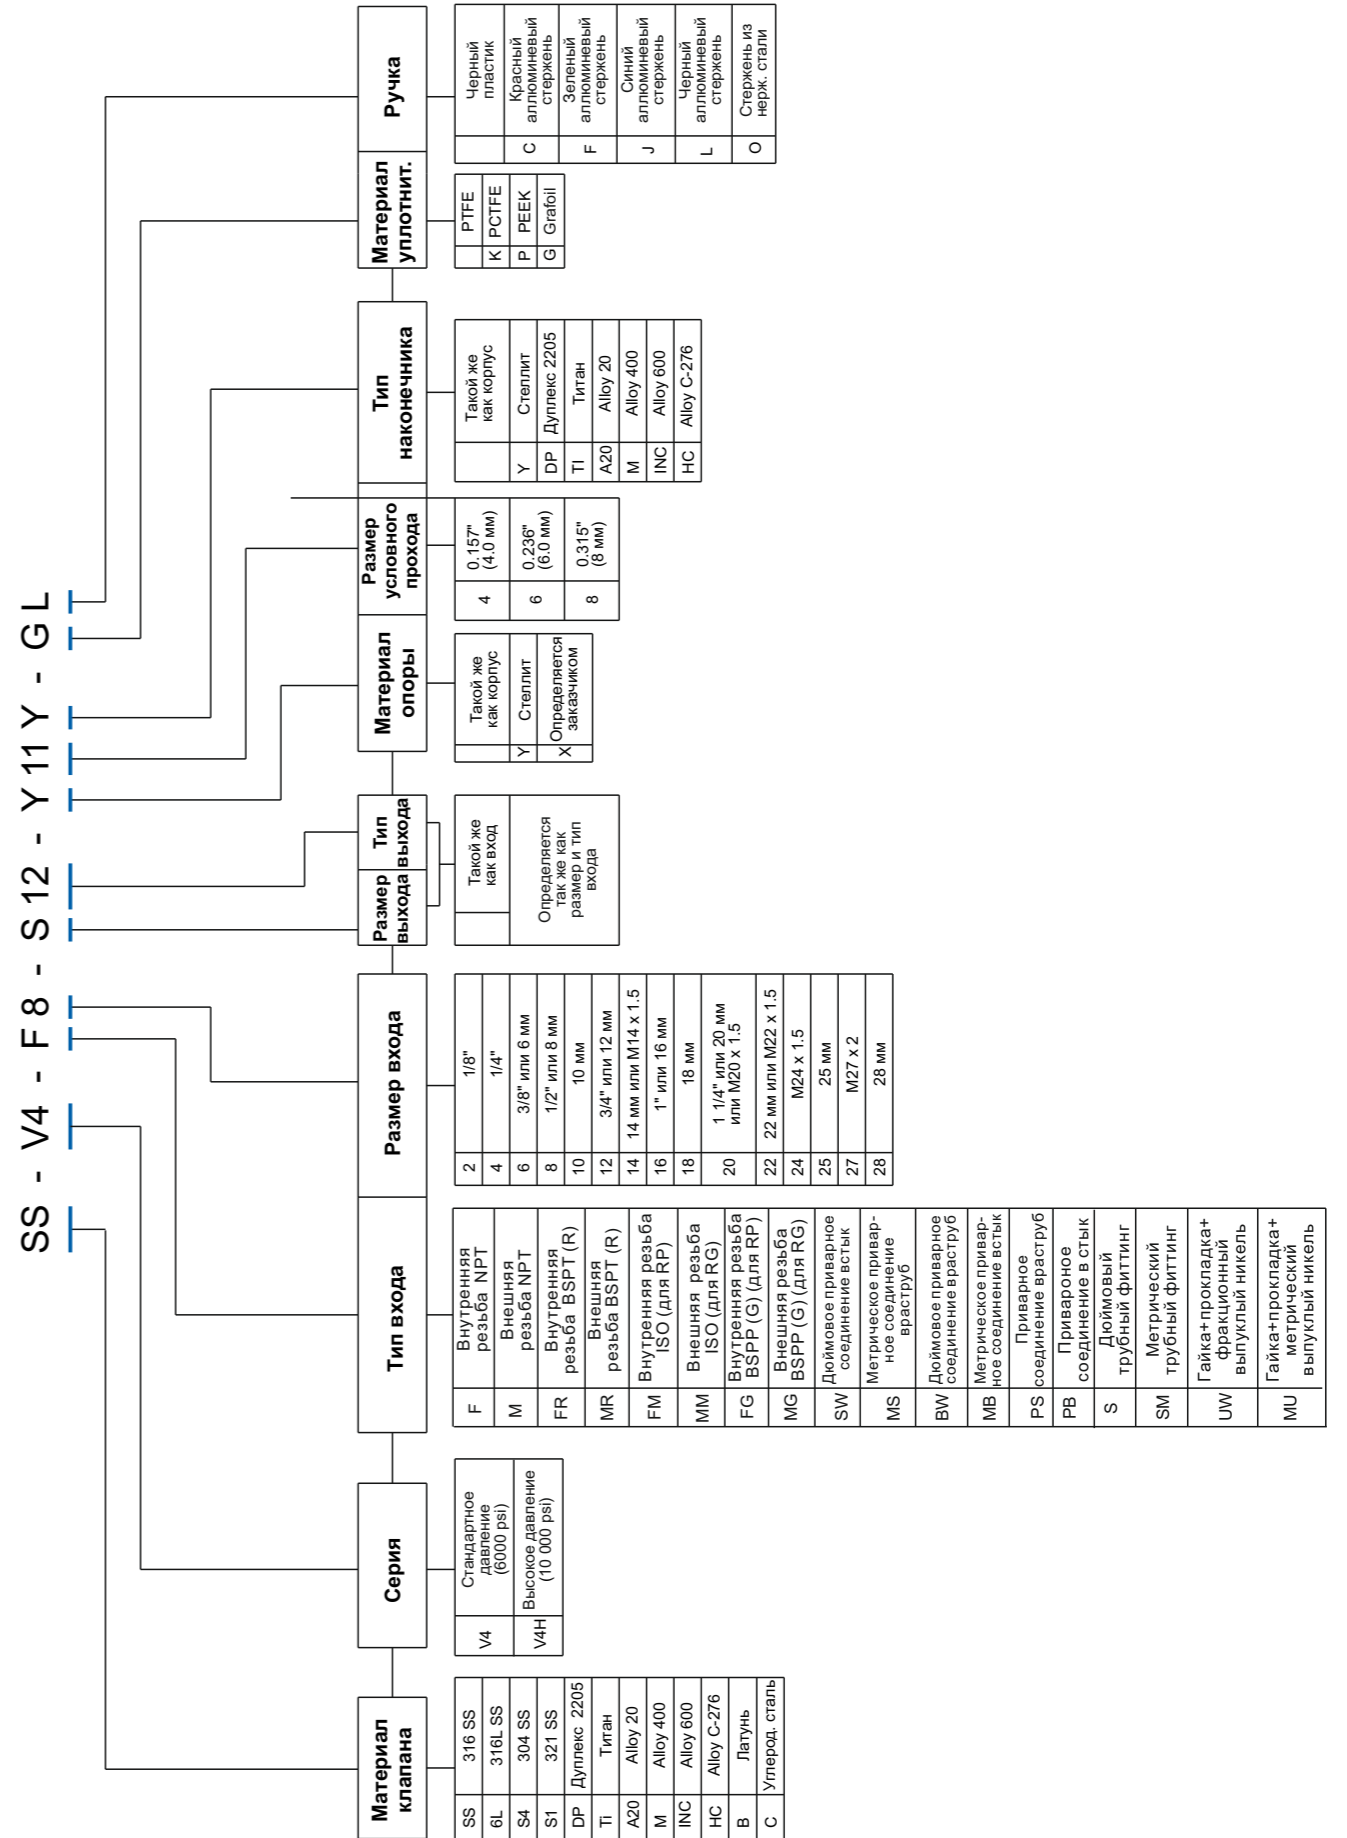 SS - V4 - F 8 - S 12 - Y 11 Y - G L
Материал
клапана
SS 316 SS
6L 316L SS
S4 304 SS
S1 321 SS
DP Дуплекс 2205
Ti Титан
A20 Alloy 20
M Alloy 400
INC Alloy 600
HC Alloy C-276
B Латунь
C Углерод. сталь
Серия
V4 Стандартное
давление
(6000 psi)
V4H Высокое давление
(10 000 psi)
Тип входа
F Внутренняя
резьба NPT
M Внешняя
резьба NPT
FR Внутренняя
резьба BSPT (R)
MR Внешняя
резьба BSPT (R)
FM Внутренняя резьба
ISO (для RP)
MM Внешняя резьба
ISO (для RG)
FG Внутренняя резьба
BSPP (G) (для RP)
MG Внешняя резьба
BSPP (G) (для RG)
SW Дюймовое приварное
соединение встык
MS Метрическое привар-
ное соединение
враструб
BW Дюймовое приварное
соединение враструб
MB Метрическое привар-
ное соединение встык
PS Приварное
соединение враструб
PB Привароное
соединение в стык
S Дюймовый
трубный фиттинг
SM Метрический
трубный фиттинг
UW Гайка+прокладка+
фракционный
выпуклый никель
MU Гайка+прокладка+
метрический
выпуклый никель
Размер входа
2 1/8"
4 1/4"
6 3/8" или 6 мм
8 1/2" или 8 мм
10 10 мм
12 3/4" или 12 мм
14 14 мм или M14 x 1.5
16 1" или 16 мм
18 18 мм
20 1 1/4" или 20 мм
или M20 x 1.5
22 22 мм или M22 x 1.5
24 M24 x 1.5
25 25 мм
27 M27 x 2
28 28 мм
Размер
выхода
Тип
выхода
Такой же
как вход
Определяется
так же как
размер и тип
входа
Материал
опоры
Такой же
как корпус
Y Стеллит
X Определяется
заказчиком
Размер
условного
прохода
4 0.157"
(4.0 мм)
6 0.236"
(6.0 мм)
8 0.315"
(8 мм)
Тип
наконечника
Такой же
как корпус
Y Стеллит
DP Дуплекс 2205
TI Титан
A20 Alloy 20
M Alloy 400
INC Alloy 600
HC Alloy C-276
Материал
уплотнит.
PTFE
K PCTFE
P PEEK
G Grafoil
Ручка
Черный
пластик
C Красный
аплюминевый
стержень
F Зеленый
аплюминевый
стержень
J Синий
аплюминевый
стержень
L Черный
аплюминевый
стержень
O Стержень из
нерж. стали